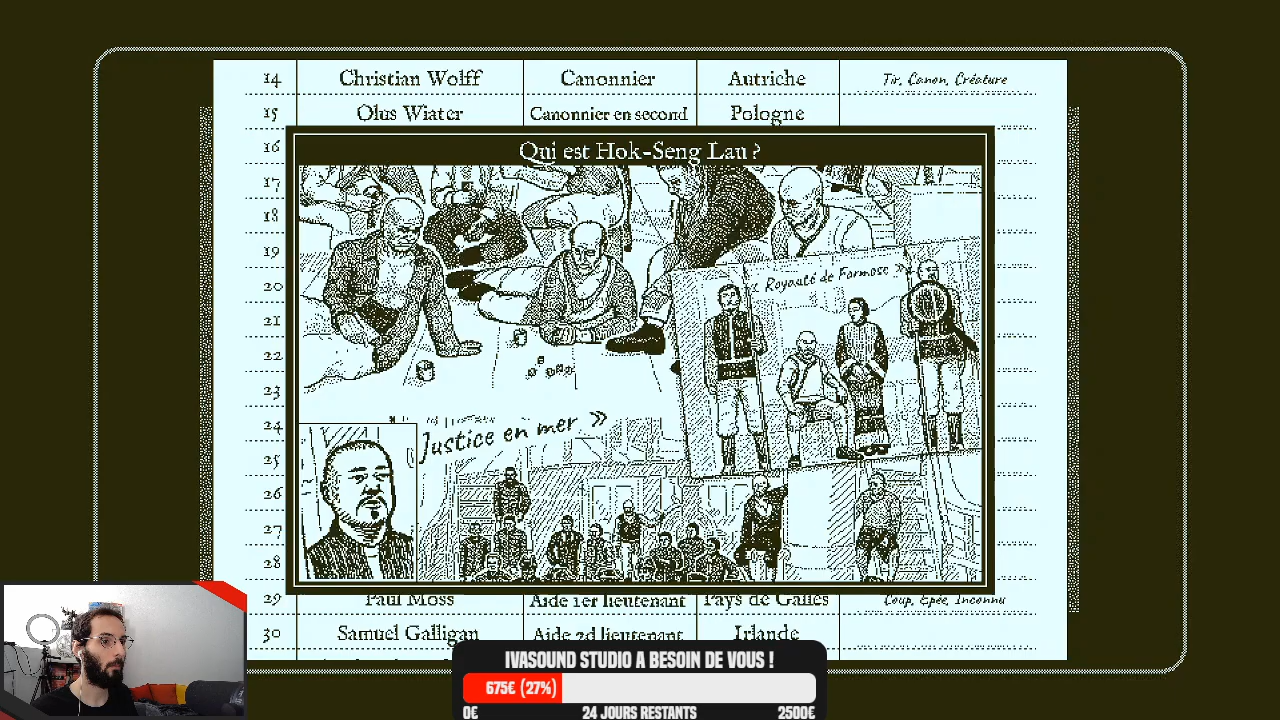 14 Christian Wolff Canonnier Autriche Tir, Canon, Créature
15 Olus Wiater Canonnier en second Pologne
16
Qui est Hok-Seng Lau ?
17
18
19
20
« Royauté de Formose »
21
22
23
24
Justice en mer »
25
26
27
28
29 Paul Moss Aide 1er lieutenant Pays de Galles Coup, Epée, Inconnu
30 Samuel Galligan Aide 2d lieutenant Irlande
IVASOUND STUDIO A BESOIN DE VOUS !
675€ (27%)
0€ 24 JOURS RESTANTS 2500€